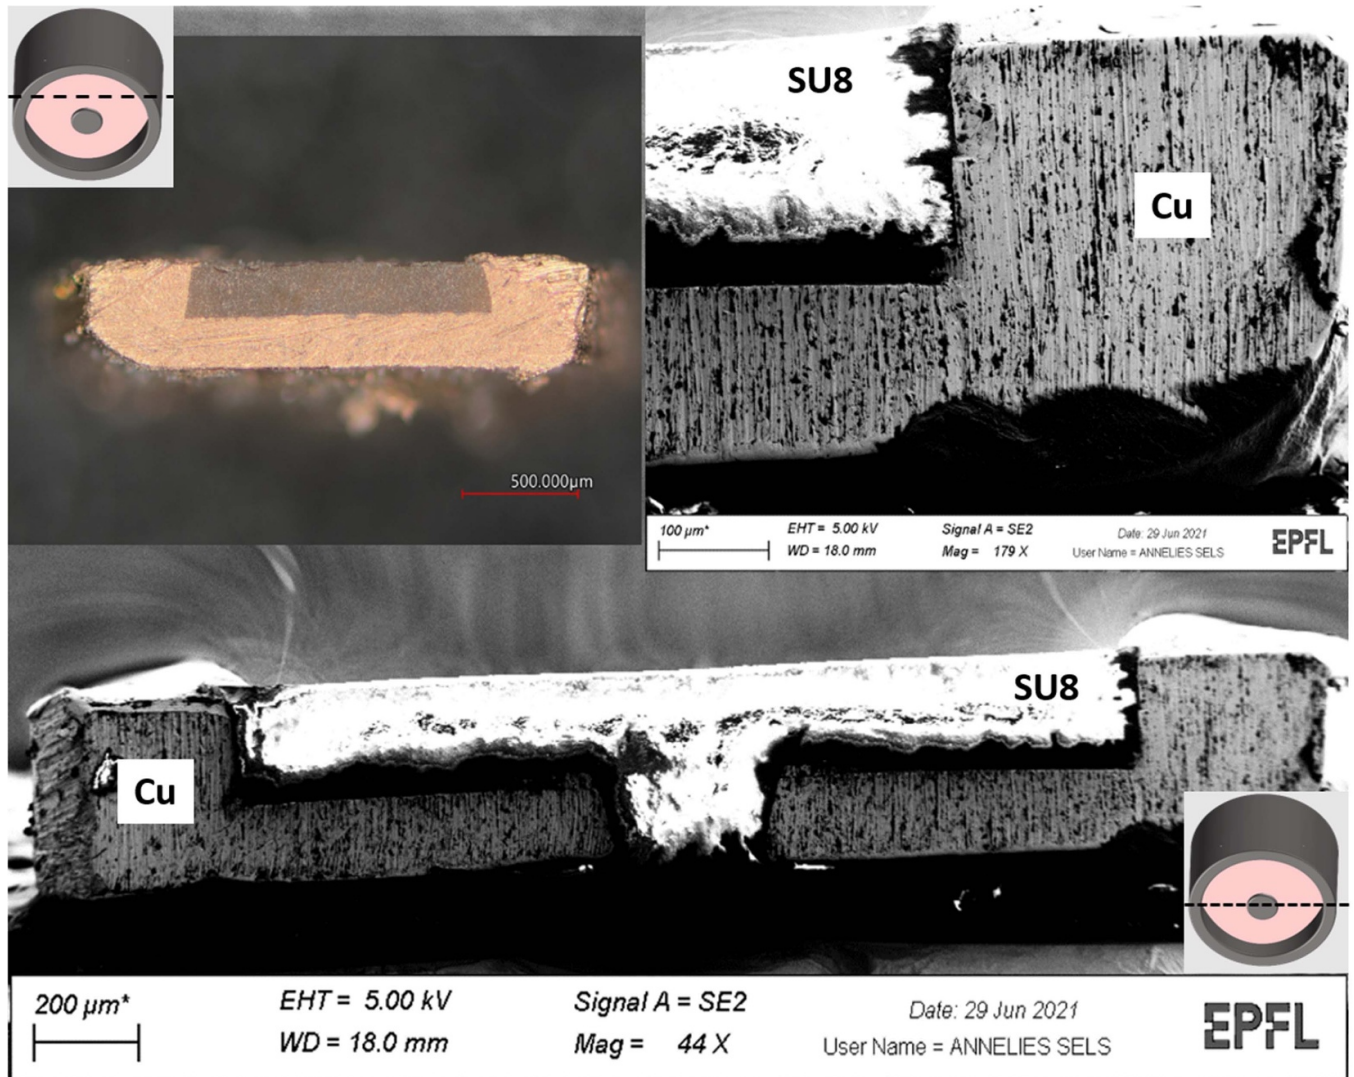 SU8
Cu
500.000µm
100 µm*
EHT = 5.00 kV
Signal A = SE2
Date: 29 Jun 2021
WD = 18.0 mm
Mag = 179 X
User Name = ANNELIES SELS
EPFL
SU8
Cu
200 µm*
EHT = 5.00 kV
Signal A = SE2
Date: 29 Jun 2021
WD = 18.0 mm
Mag = 44 X
User Name = ANNELIES SELS
EPFL